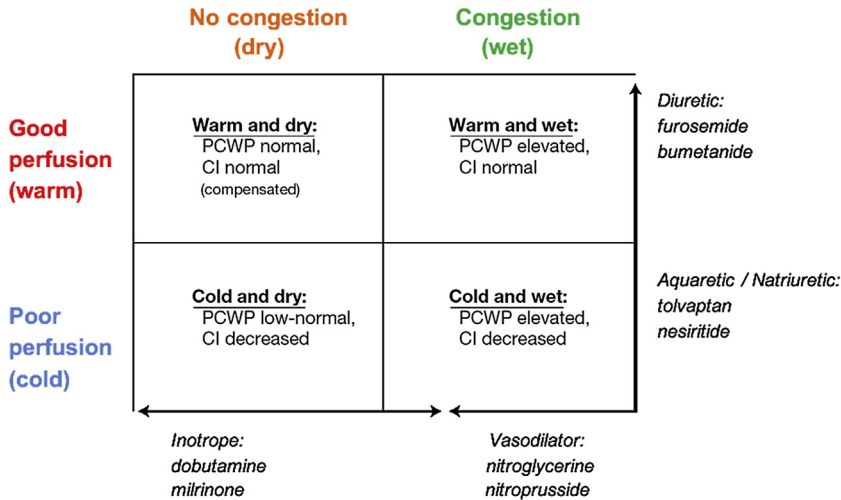 No congestion
(dry)
Congestion
(wet)
Good
perfusion
(warm)
Warm and dry:
PCWP normal,
CI normal
(compensated)
Warm and wet:
PCWP elevated,
CI normal
Diuretic:
furosemide
bumetanide
Poor
perfusion
(cold)
Cold and dry:
PCWP low-normal,
CI decreased
Cold and wet:
PCWP elevated,
CI decreased
Aquaretic / Natriuretic:
tolvaptan
nesiritide
Inotrope:
dobutamine
milrinone
Vasodilator:
nitroglycerine
nitroprusside